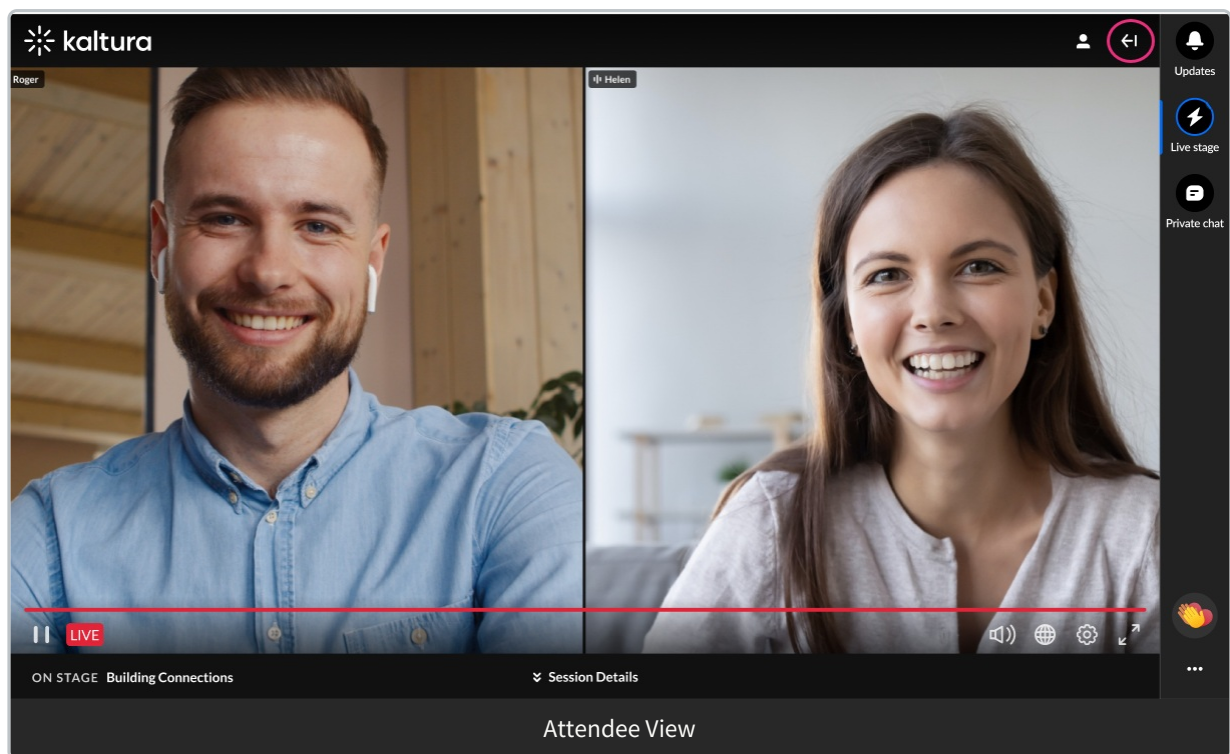 kaltura
Updates
Roger
Helen
Live stage
Private chat
LIVE
ON STAGE Building Connections
Session Details
Attendee View